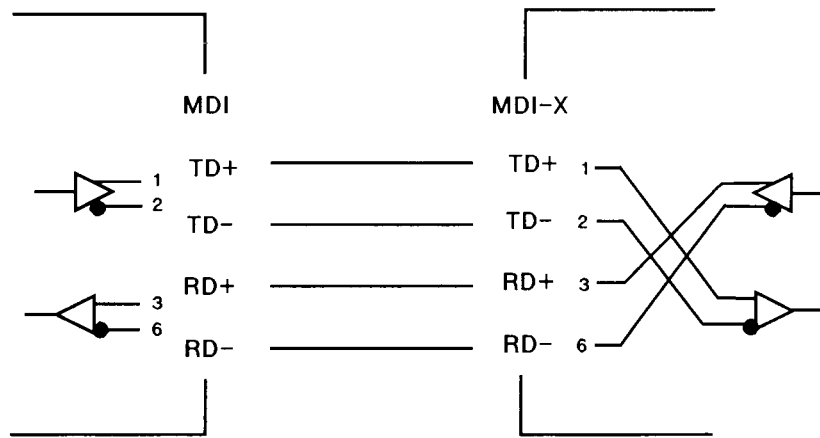 MDI MDI-X
1 TD+ TD+ 1
2 TD- TD- 2
3 RD+ RD+ 3
6 RD- RD- 6